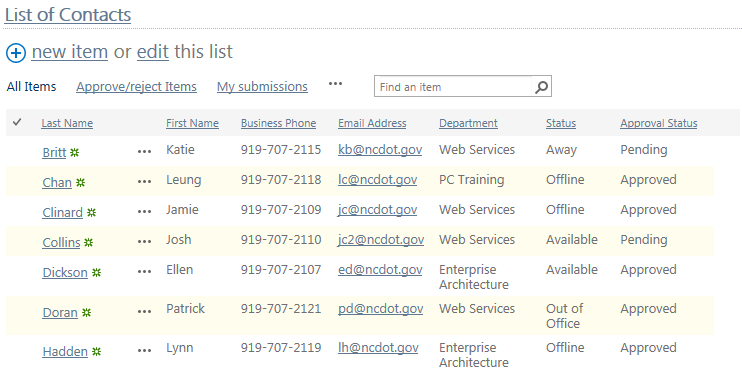 List of Contacts
new item or edit this list
All Items Approve/reject Items My submissions ••• Find an item
Last Name First Name Business Phone Email Address Department Status Approval Status
Britt ••• Katie 919-707-2115 kb@ncdot.gov Web Services Away Pending
Chan ••• Leung 919-707-2118 lc@ncdot.gov PC Training Offline Approved
Clinard ••• Jamie 919-707-2109 jc@ncdot.gov Web Services Offline Approved
Collins ••• Josh 919-707-2110 jc2@ncdot.gov Web Services Available Pending
Dickson ••• Ellen 919-707-2107 ed@ncdot.gov Enterprise Available Approved
Architecture
Doran ••• Patrick 919-707-2121 pd@ncdot.gov Web Services Out of Approved
Office
Hadden ••• Lynn 919-707-2119 lh@ncdot.gov Enterprise Offline Approved
Architecture